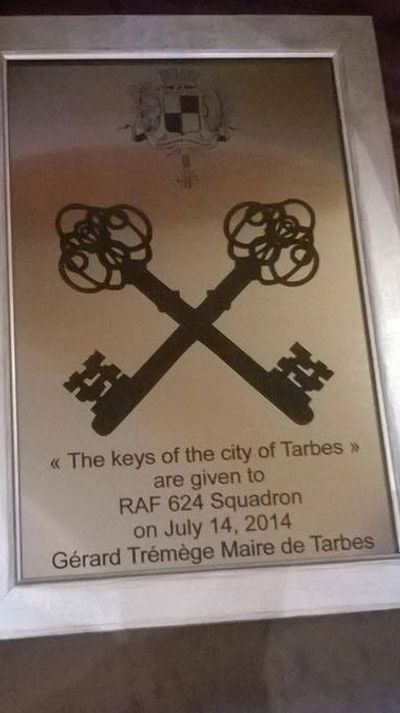 « The keys of the city of Tarbes »
are given to
RAF 624 Squadron
on July 14, 2014
Gérard Trémège Maire de Tarbes